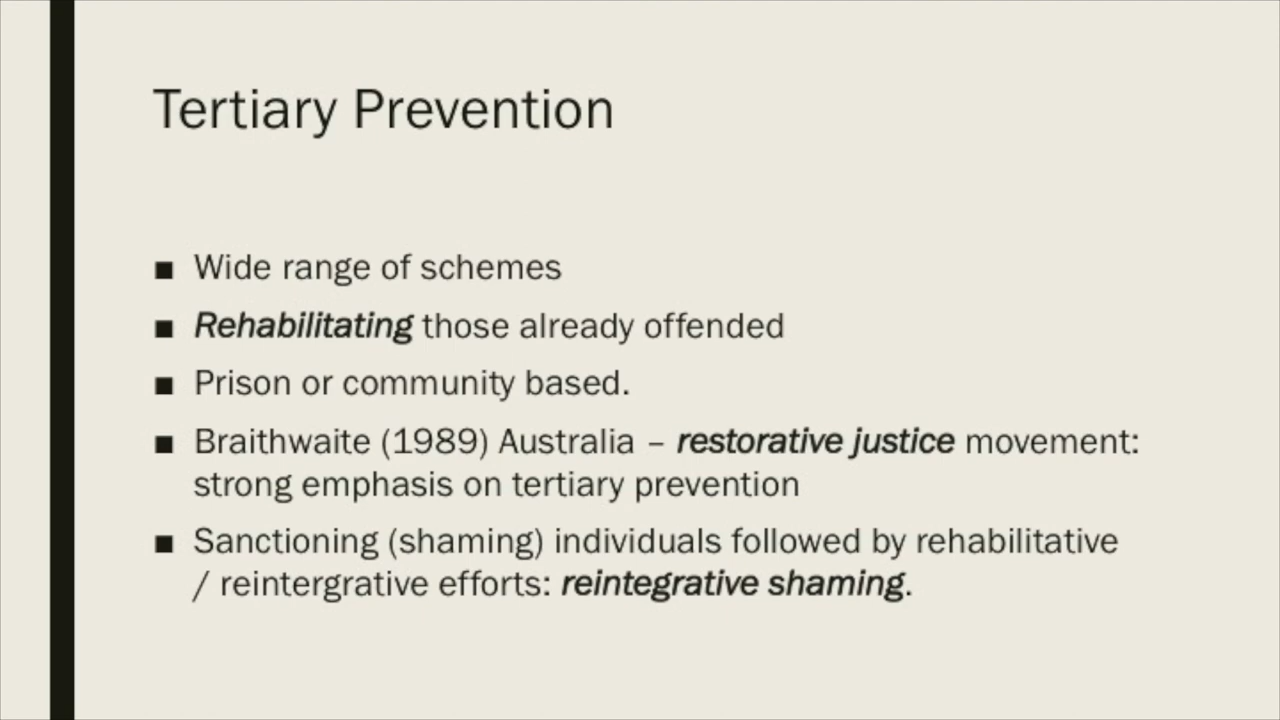 Tertiary Prevention
■ Wide range of schemes
■ Rehabilitating those already offended
■ Prison or community based.
■ Braithwaite (1989) Australia – restorative justice movement:
strong emphasis on tertiary prevention
■ Sanctioning (shaming) individuals followed by rehabilitative
/ reintergrative efforts: reintegrative shaming.